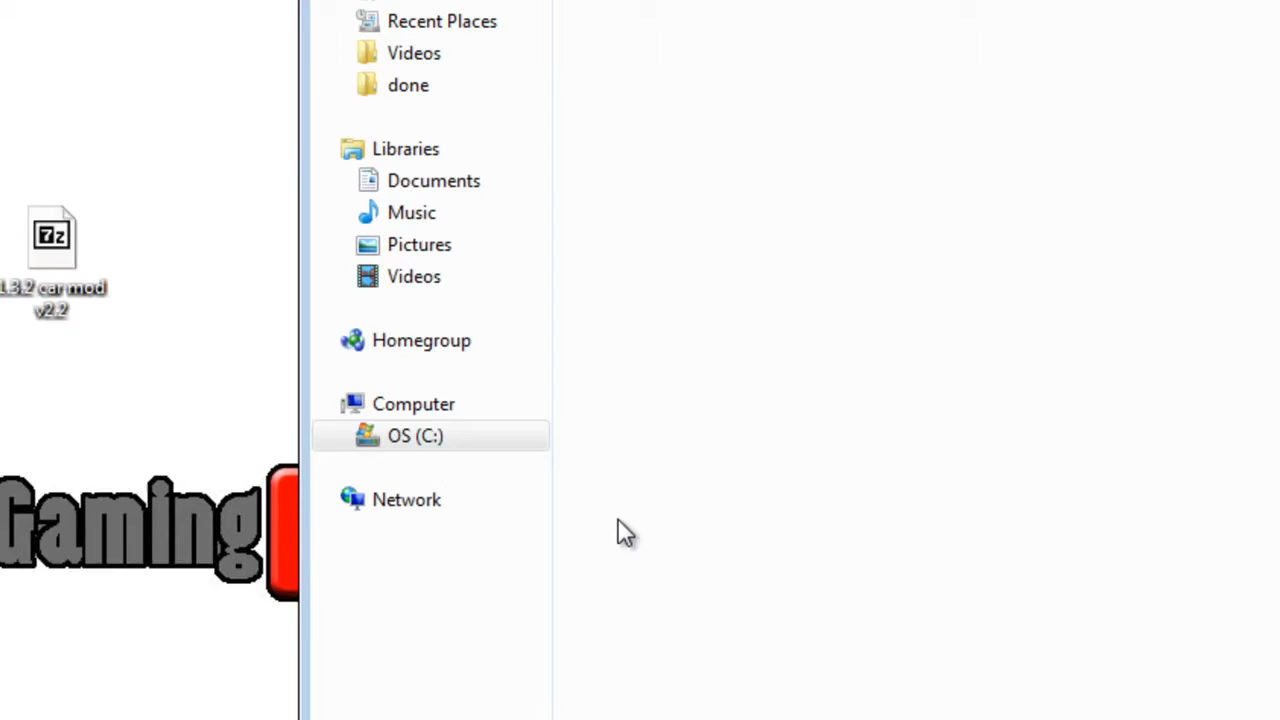 Recent Places
Videos
done
Libraries
Documents
Music
Pictures
Videos
Homegroup
Computer
OS (C:)
Network
7z
1.3.2 car mod
v2.2
Gaming